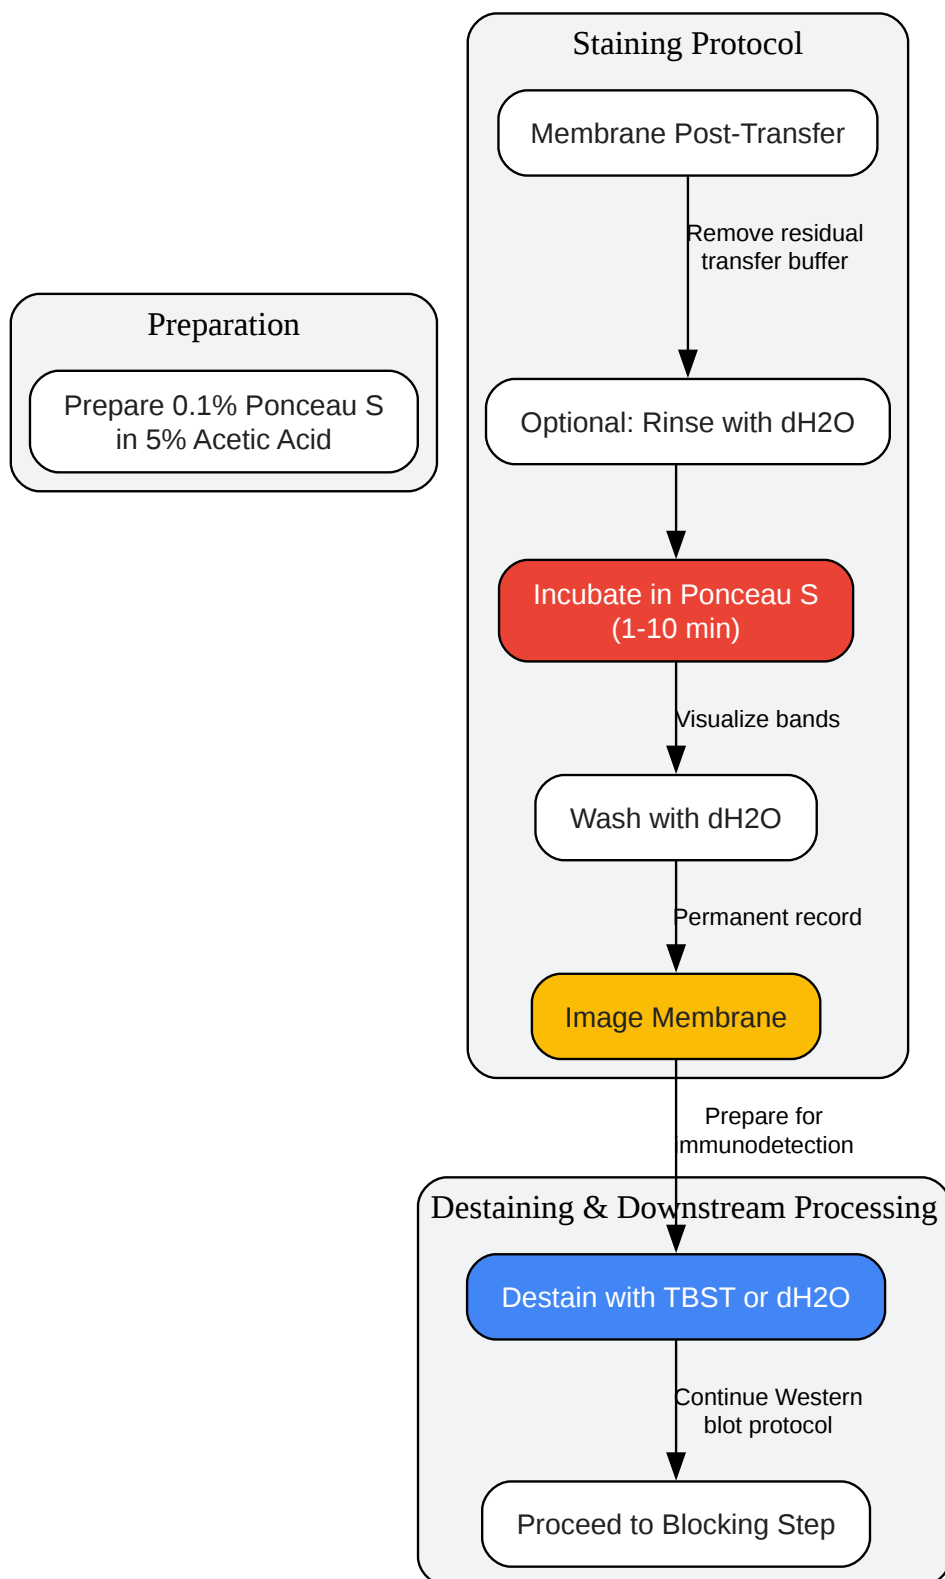 Staining Protocol
Membrane Post-Transfer
Remove residual
transfer buffer
Preparation
Prepare 0.1% Ponceau S
in 5% Acetic Acid
Optional: Rinse with dH2O
Incubate in Ponceau S
(1-10 min)
Visualize bands
Wash with dH2O
Permanent record
Image Membrane
Prepare for
immunodetection
Destaining & Downstream Processing
Destain with TBST or dH2O
Continue Western
blot protocol
Proceed to Blocking Step